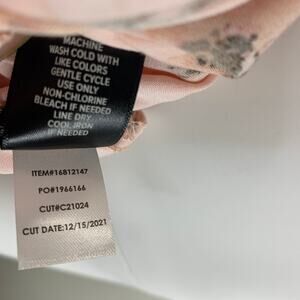 MACHINE
WASH COLD WITH
LIKE COLORS
GENTLE CYCLE
USE ONLY
NON-CHLORINE
BLEACH IF NEEDED
LINE DRY
COOL IRON
IF NEEDED
ITEM#16812147
PO#1966166
CUT#C21024
CUT DATE:12/15/2021